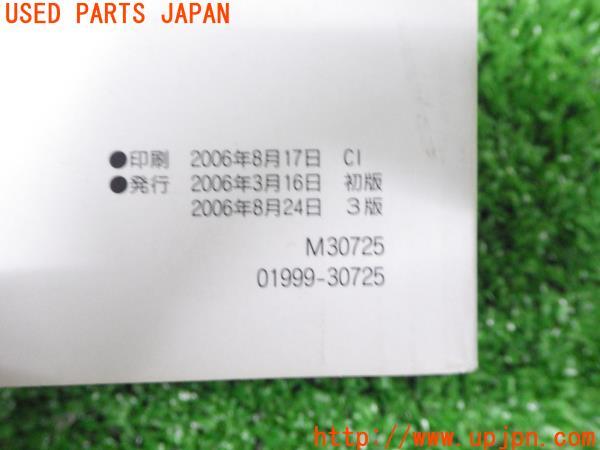 USED PARTS JAPAN
●印刷 2006年8月17日 CI
●発行 2006年3月16日 初版
2006年8月24日 3版
M30725
01999-30725
http://www.upjpn.com